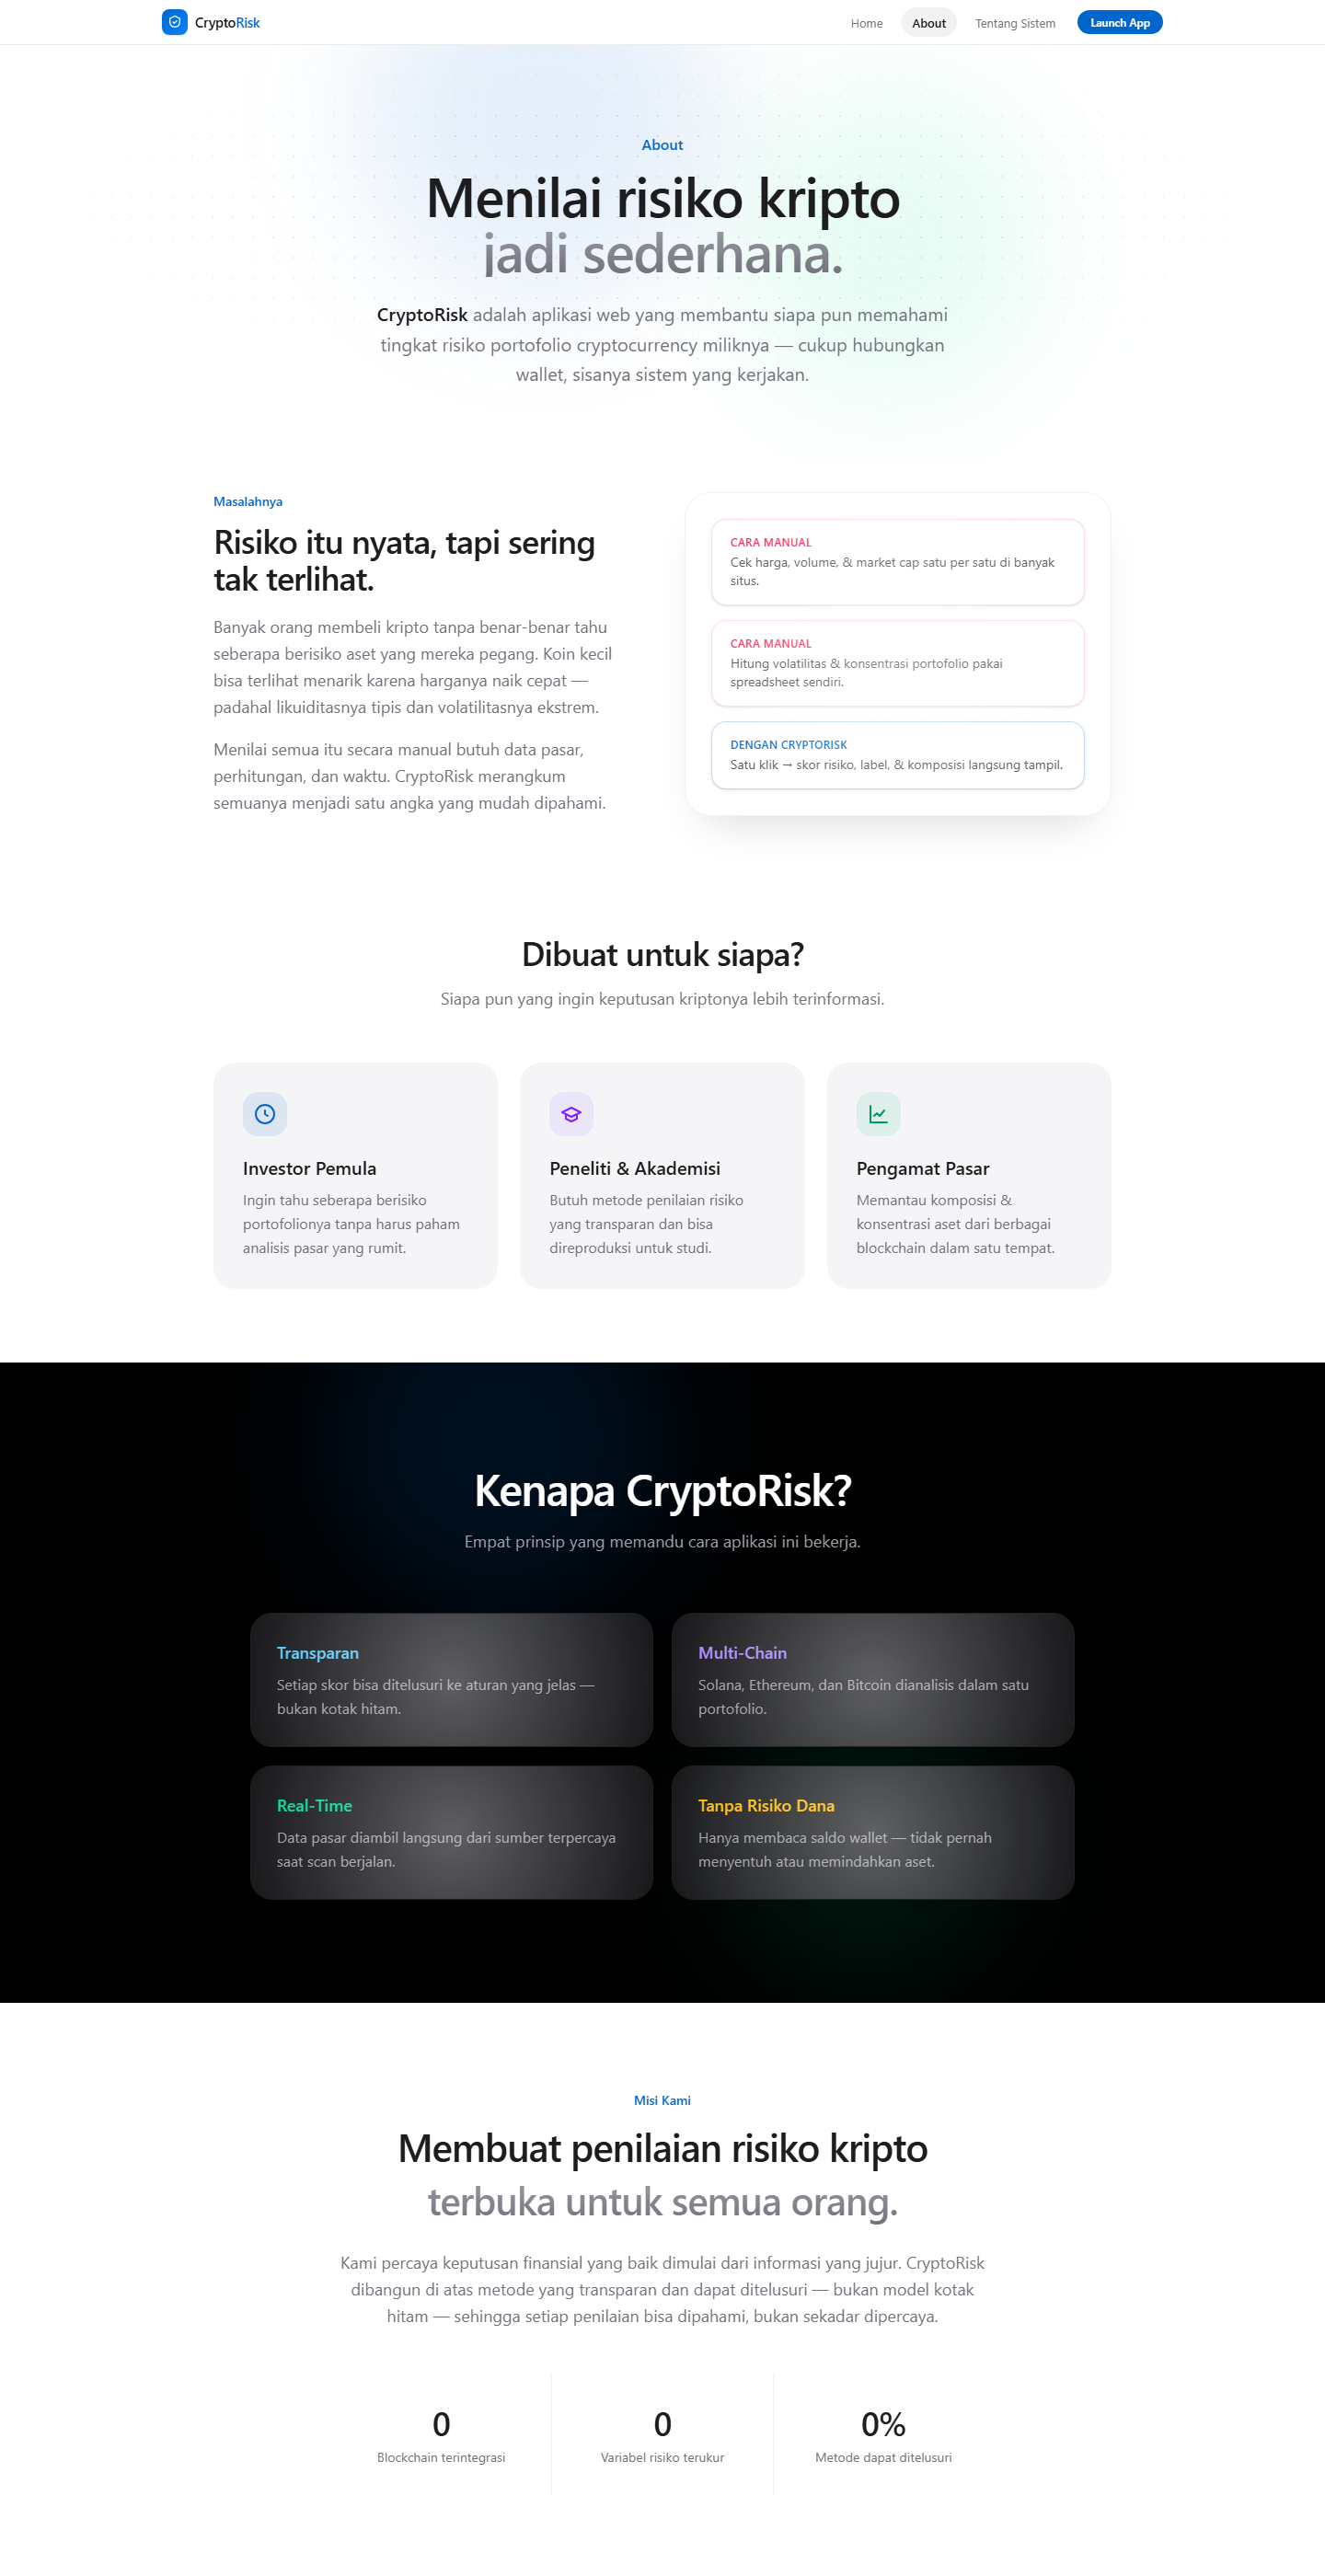 CryptoRisk
Home
About
Tentang Sistem
Launch App
About
Menilai risiko kripto
jadi sederhana.
CryptoRisk adalah aplikasi web yang membantu siapa pun memahami
tingkat risiko portofolio cryptocurrency miliknya — cukup hubungkan
wallet, sisanya sistem yang kerjakan.
Masalahnya
Risiko itu nyata, tapi sering
tak terlihat.
Banyak orang membeli kripto tanpa benar-benar tahu
seberapa berisiko aset yang mereka pegang. Koin kecil
bisa terlihat menarik karena harganya naik cepat —
padahal likuiditasnya tipis dan volatilitasnya ekstrem.
Menilai semua itu secara manual butuh data pasar,
perhitungan, dan waktu. CryptoRisk merangkum
semuanya menjadi satu angka yang mudah dipahami.
CARA MANUAL
Cek harga, volume, & market cap satu per satu di banyak
situs.
CARA MANUAL
Hitung volatilitas & konsentrasi portofolio pakai
spreadsheet sendiri.
DENGAN CRYPTORISK
Satu klik → skor risiko, label, & komposisi langsung tampil.
Dibuat untuk siapa?
Siapa pun yang ingin keputusan kriptonya lebih terinformasi.
Investor Pemula
Ingin tahu seberapa berisiko
portofolionya tanpa harus paham
analisis pasar yang rumit.
Peneliti & Akademisi
Butuh metode penilaian risiko
yang transparan dan bisa
direproduksi untuk studi.
Pengamat Pasar
Memantau komposisi &
konsentrasi aset dari berbagai
blockchain dalam satu tempat.
Kenapa CryptoRisk?
Empat prinsip yang memandu cara aplikasi ini bekerja.
Transparan
Setiap skor bisa ditelusuri ke aturan yang jelas —
bukan kotak hitam.
Multi-Chain
Solana, Ethereum, dan Bitcoin dianalisis dalam satu
portofolio.
Real-Time
Data pasar diambil langsung dari sumber terpercaya
saat scan berjalan.
Tanpa Risiko Dana
Hanya membaca saldo wallet — tidak pernah
menyentuh atau memindahkan aset.
Misi Kami
Membuat penilaian risiko kripto
terbuka untuk semua orang.
Kami percaya keputusan finansial yang baik dimulai dari informasi yang jujur. CryptoRisk
dibangun di atas metode yang transparan dan dapat ditelusuri — bukan model kotak
hitam — sehingga setiap penilaian bisa dipahami, bukan sekadar dipercaya.
0
Blockchain terintegrasi
0
Variabel risiko terukur
0%
Metode dapat ditelusuri